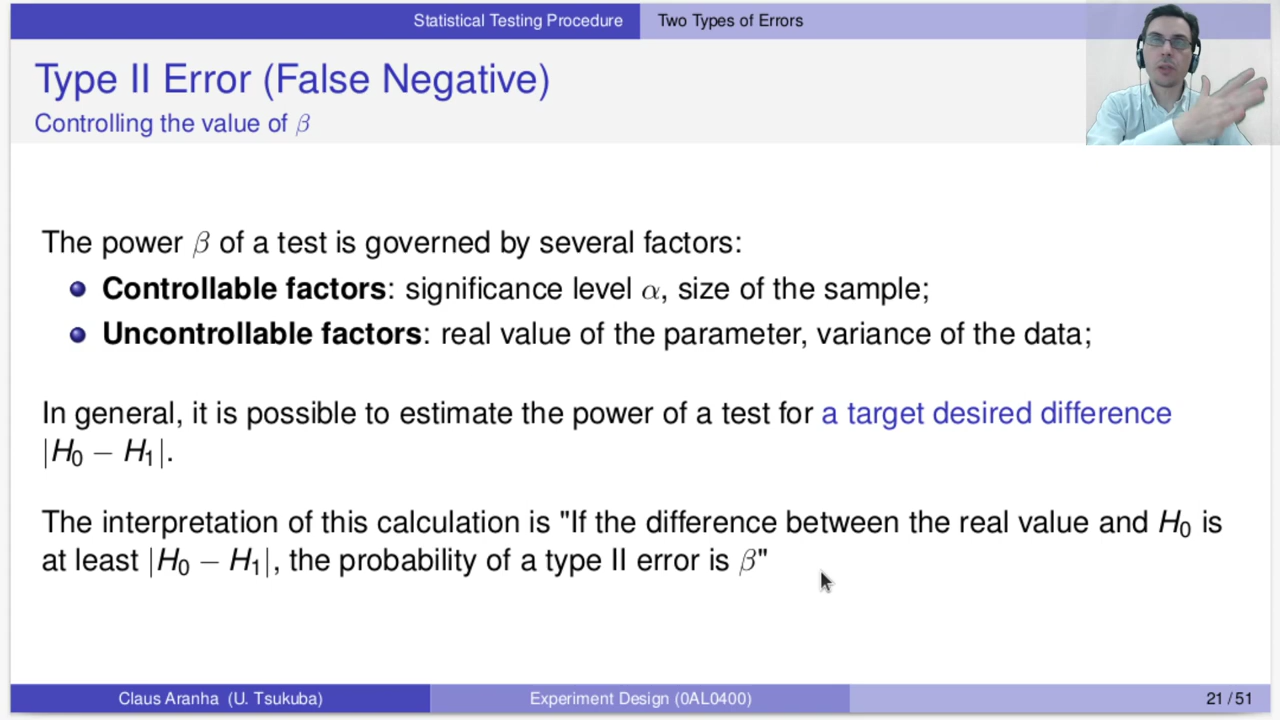 Statistical Testing Procedure Two Types of Errors
Type II Error (False Negative)
Controlling the value of β
The power β of a test is governed by several factors:
Controllable factors: significance level α, size of the sample;
Uncontrollable factors: real value of the parameter, variance of the data;
In general, it is possible to estimate the power of a test for a target desired difference
|H₀ − H₁|.
The interpretation of this calculation is "If the difference between the real value and H₀ is
at least |H₀ − H₁|, the probability of a type II error is β"
Claus Aranha (U. Tsukuba) Experiment Design (0AL0400) 21 / 51